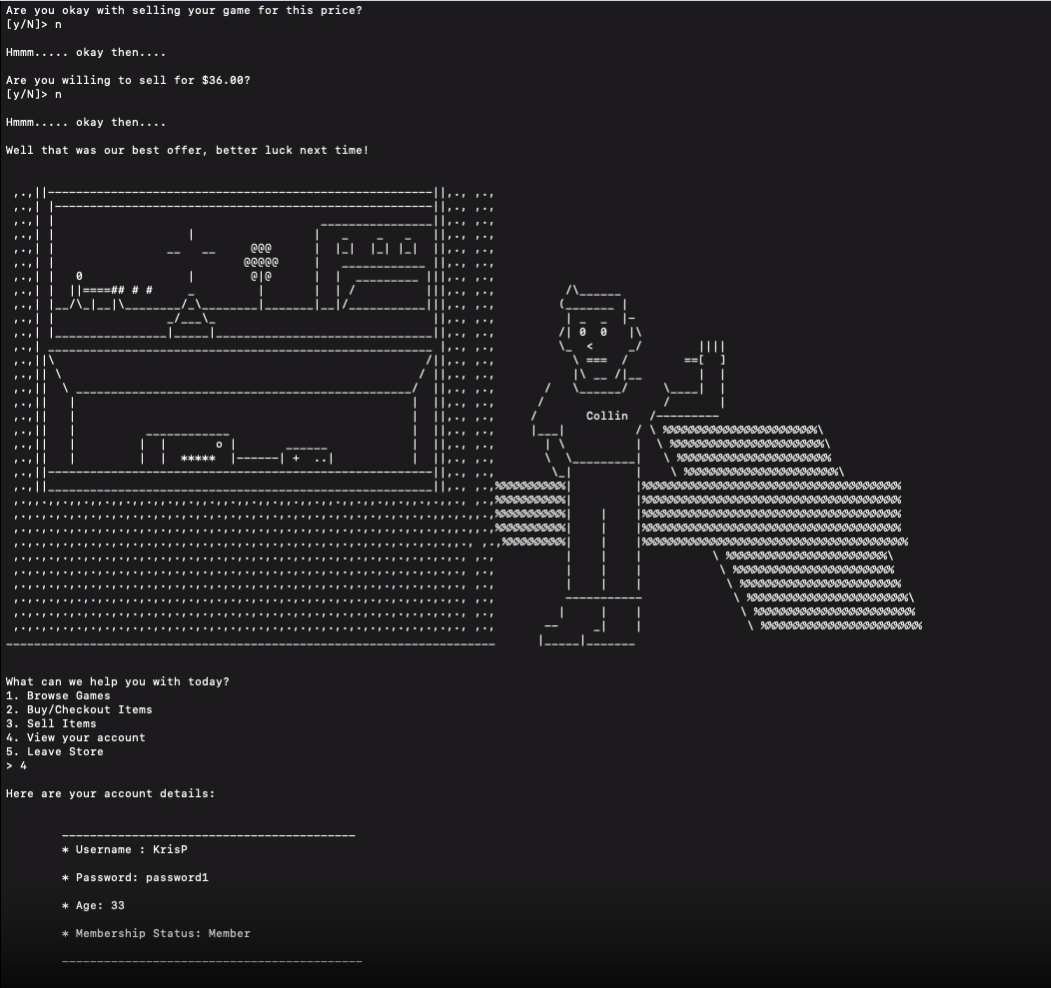 Are you okay with selling your game for this price?
[y/N]> n
Hmmm..... okay then....
Are you willing to sell for $36.00?
[y/N]> n
Hmmm..... okay then....
Well that was our best offer, better luck next time!
Collin
What can we help you with today?
1. Browse Games
2. Buy/Checkout Items
3. Sell Items
4. View your account
5. Leave Store
> 4
Here are your account details:
* Username : KrisP
* Password: password1
* Age: 33
* Membership Status: Member